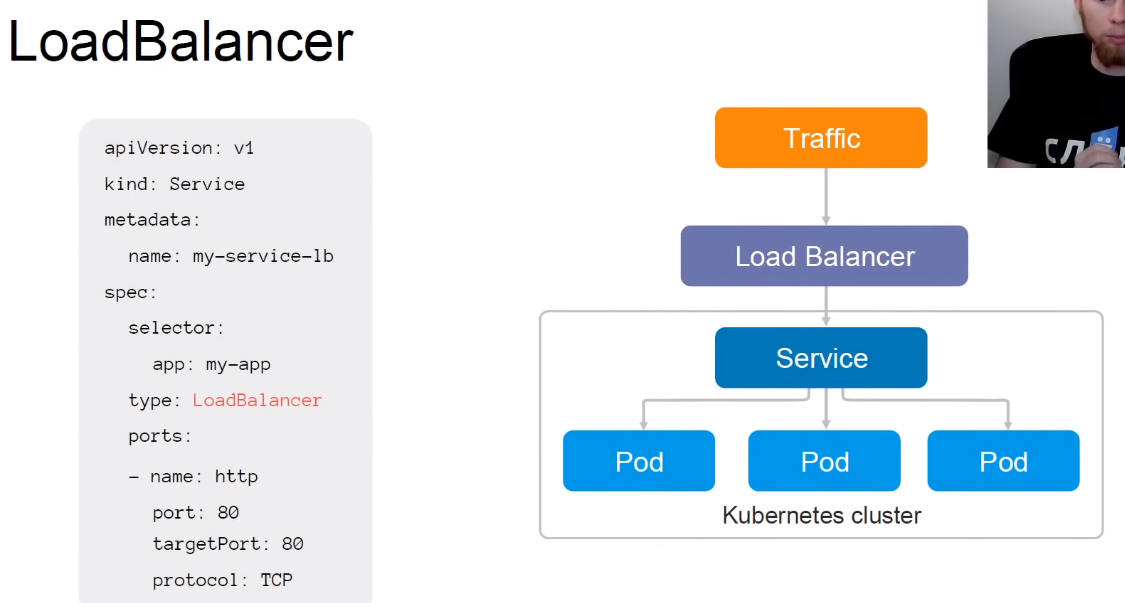 LoadBalancer
apiVersion: v1
kind: Service
metadata:
name: my-service-lb
spec:
selector:
app: my-app
type: LoadBalancer
ports:
- name: http
port: 80
targetPort: 80
protocol: TCP
Traffic
Load Balancer
Service
Pod
Pod
Pod
Kubernetes cluster